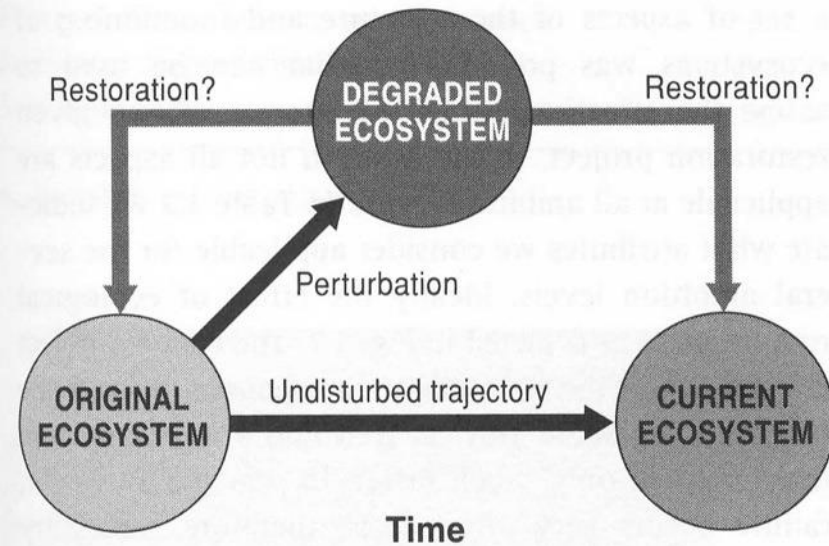 Restoration?
DEGRADED
ECOSYSTEM
Restoration?
Perturbation
ORIGINAL
ECOSYSTEM
Undisturbed trajectory
CURRENT
ECOSYSTEM
Time